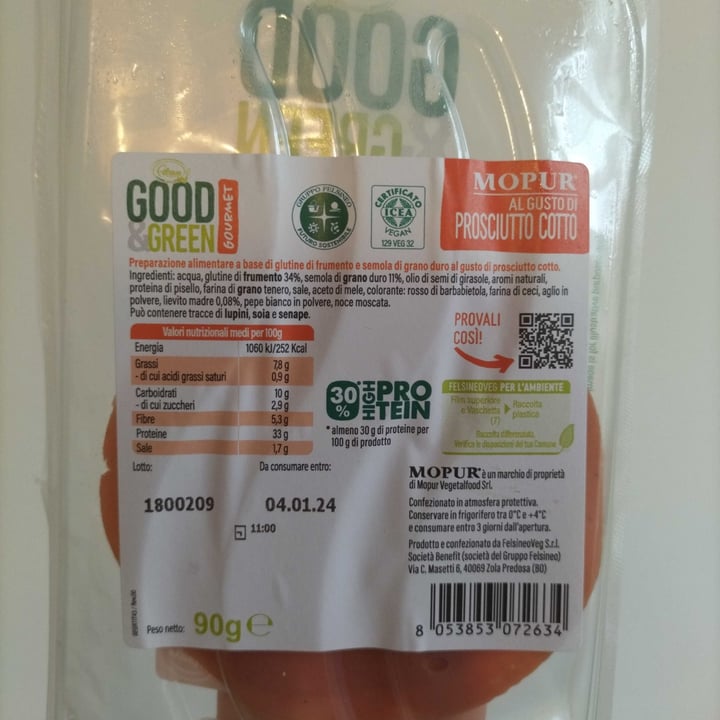 GOOD
& GREEN
GOOD
&GREEN
GOURMET
GRUPPO FELSINEO
FUTURO SOSTENIBILE
CERTIFICATO
ICEA
VEGAN
129 VEG 32
MOPUR®
AL GUSTO DI
PROSCIUTTO COTTO
Preparazione alimentare a base di glutine di frumento e semola di grano duro al gusto di prosciutto cotto.
Ingredienti: acqua, glutine di frumento 34%, semola di grano duro 11%, olio di semi di girasole, aromi naturali,
proteina di pisello, farina di grano tenero, sale, aceto di mele, colorante: rosso di barbabietola, farina di ceci, aglio in
polvere, lievito madre 0,08%, pepe bianco in polvere, noce moscata.
Può contenere tracce di lupini, soia e senape.
Valori nutrizionali medi per 100g
Energia 1060 kJ/252 Kcal
Grassi 7,8 g
- di cui acidi grassi saturi 0,9 g
Carboidrati 10 g
- di cui zuccheri 2,9 g
Fibre 5,3 g
Proteine 33 g
Sale 1,7 g
PROVALI
COSÌ!
30%* HIGH PROTEIN
* almeno 30 g di proteine per
100 g di prodotto
FELSINEOVEG PER L'AMBIENTE
Film superiore
e Vaschetta
(7)
Raccolta
plastica
Raccolta differenziata.
Verifica le disposizioni del tuo Comune.
Lotto: Da consumare entro:
1800209 04.01.24
11:00
MOPUR® è un marchio di proprietà
di Mopur Vegetalfood Srl.
Confezionato in atmosfera protettiva.
Conservare in frigorifero tra 0°C e +4°C
e consumare entro 3 giorni dall'apertura.
Prodotto e confezionato da FelsineoVeg S.r.l.
Società Benefit (società del Gruppo Felsineo)
Via C. Masetti 6, 40069 Zola Predosa (BO)
Peso netto: 90g e
8 053853 072634